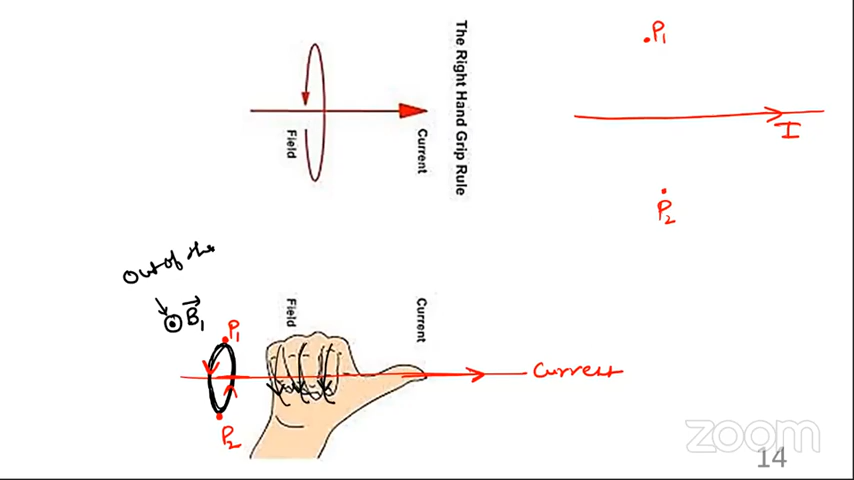 The Right Hand Grip Rule
Current
Field
P1
I
P2
Out of the
B1
P1
P2
Field
Current
Current
zoom
14